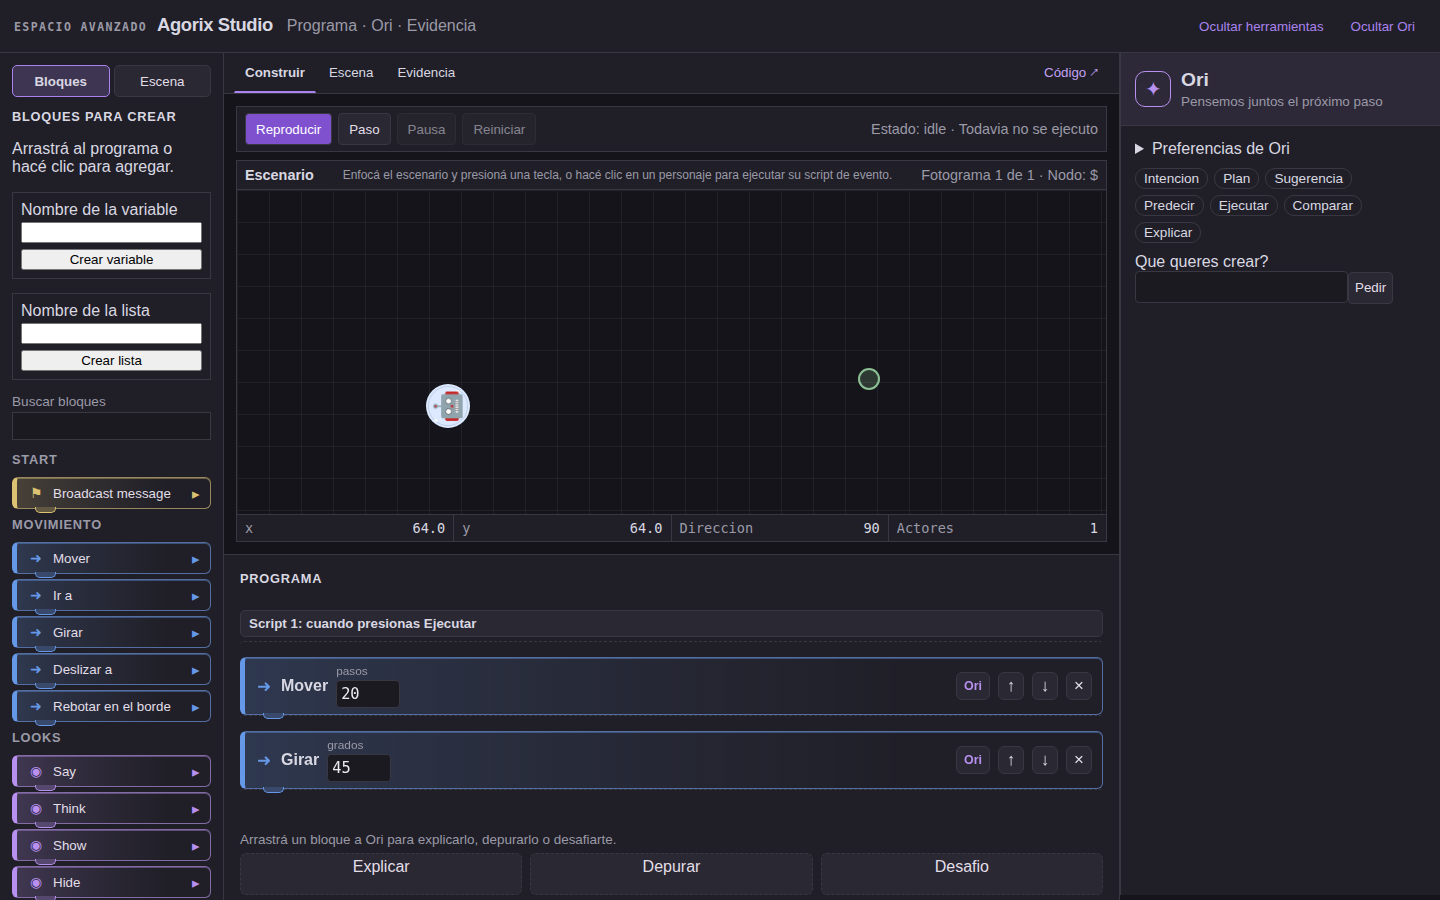 ESPACIO AVANZADO Agorix Studio Programa · Ori · Evidencia
Ocultar herramientas Ocultar Ori
Bloques Escena
BLOQUES PARA CREAR
Arrastrá al programa o
hacé clic para agregar.
Nombre de la variable
Crear variable
Nombre de la lista
Crear lista
Buscar bloques
START
Broadcast message
MOVIMIENTO
Mover
Ir a
Girar
Deslizar a
Rebotar en el borde
LOOKS
Say
Think
Show
Hide
Construir Escena Evidencia Código ↗
Reproducir Paso Pausa Reiniciar Estado: idle · Todavia no se ejecuto
Escenario Enfocá el escenario y presioná una tecla, o hacé clic en un personaje para ejecutar su script de evento. Fotograma 1 de 1 · Nodo: $
x 64.0 y 64.0 Direccion 90 Actores 1
PROGRAMA
Script 1: cuando presionas Ejecutar
Mover pasos 20 Ori ↑ ↓ ×
Girar grados 45 Ori ↑ ↓ ×
Arrastrá un bloque a Ori para explicarlo, depurarlo o desafiarte.
Explicar Depurar Desafio
Ori
Pensemos juntos el próximo paso
Preferencias de Ori
Intencion Plan Sugerencia
Predecir Ejecutar Comparar
Explicar
Que queres crear?
Pedir